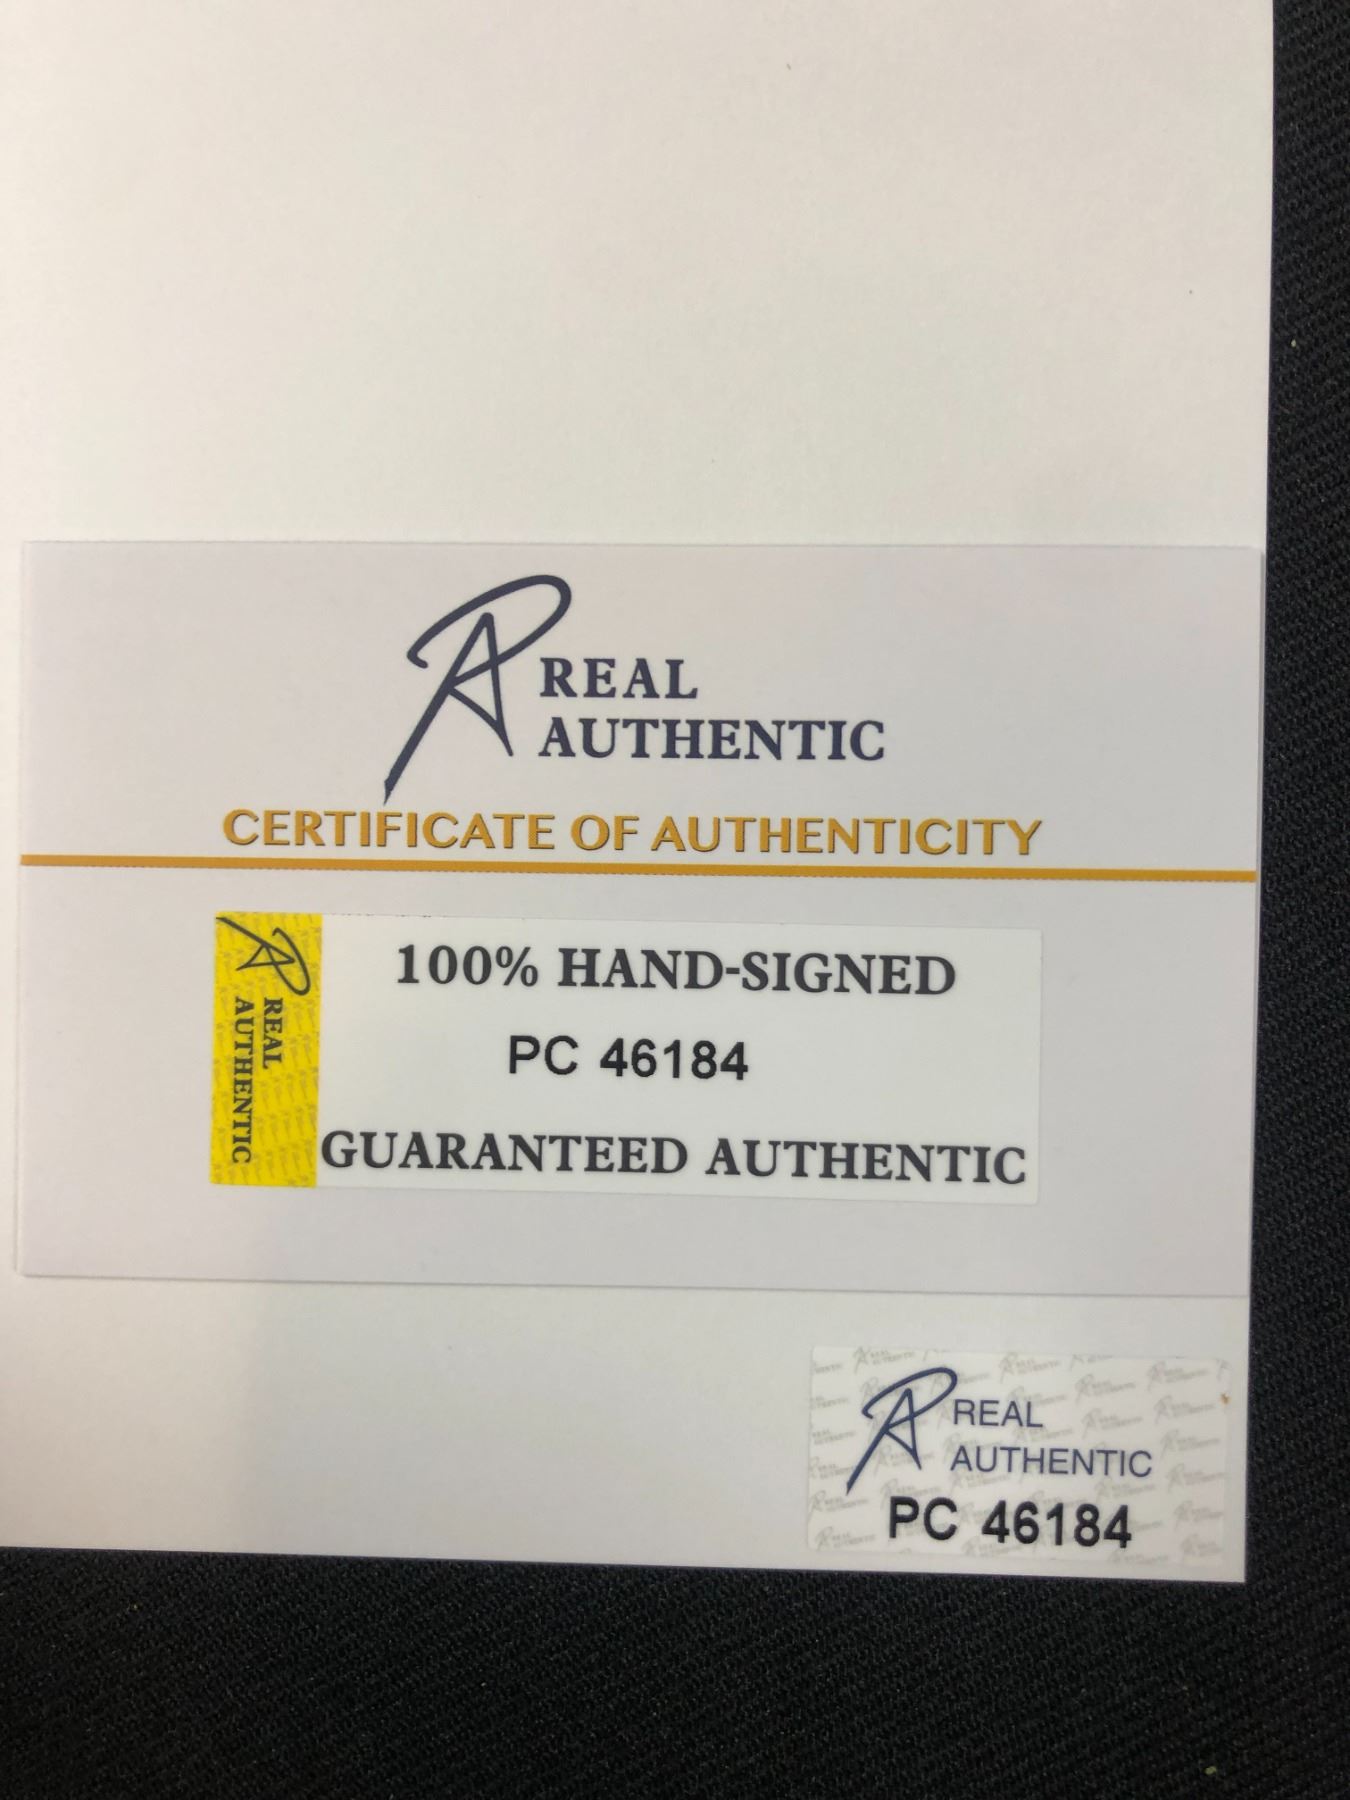 REAL
AUTHENTIC
CERTIFICATE OF AUTHENTICITY
REAL
AUTHENTIC
100% HAND-SIGNED
PC 46184
GUARANTEED AUTHENTIC
REAL
AUTHENTIC
PC 46184